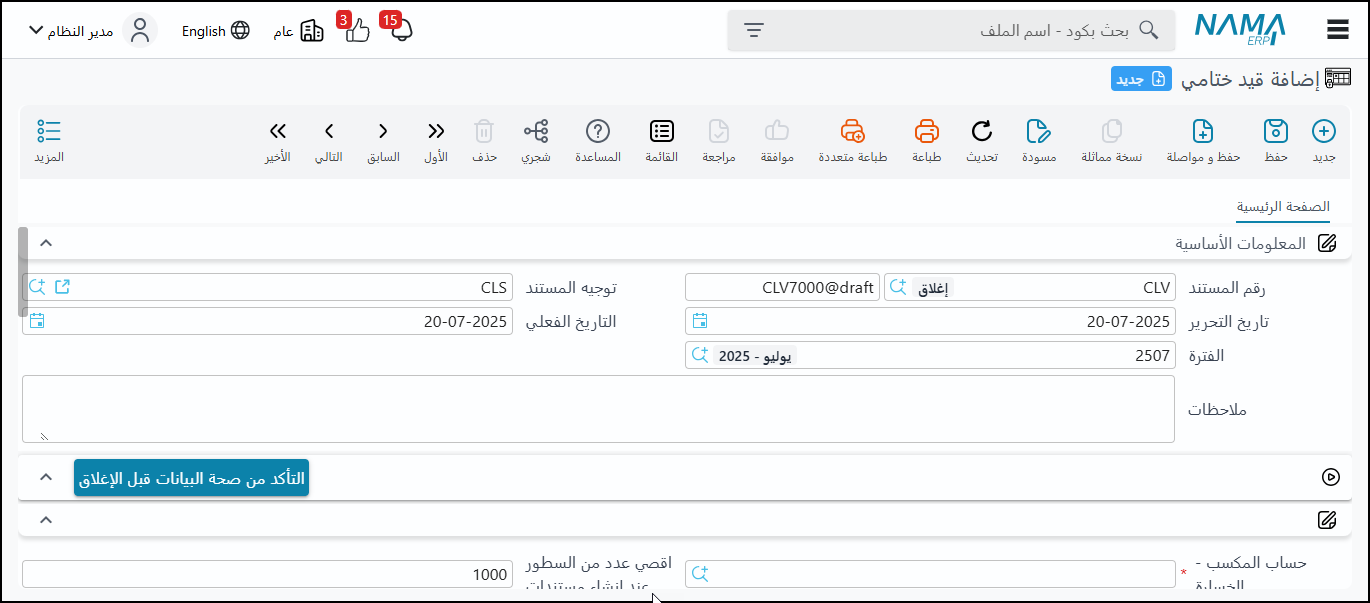 NAMA
ERP
بحث بكود - اسم الملف
15
3
عام
English
مدير النظام
إضافة قيد ختامي
جديد
جديد
حفظ
حفظ و مواصلة
نسخة مماثلة
مسودة
تحديث
طباعة
طباعة متعددة
موافقة
مراجعة
القائمة
المساعدة
شجري
حذف
الأول
السابق
التالي
الأخير
المزيد
الصفحة الرئيسية
المعلومات الأساسية
رقم المستند
CLV
إغلاق
CLV7000@draft
توجيه المستند
CLS
تاريخ التحرير
20-07-2025
التاريخ الفعلي
20-07-2025
الفترة
2507
يوليو - 2025
ملاحظات
التأكد من صحة البيانات قبل الإغلاق
حساب المكسب -
الخسارة
*
اقصي عدد من السطور
عند إنشاء مستندات
1000